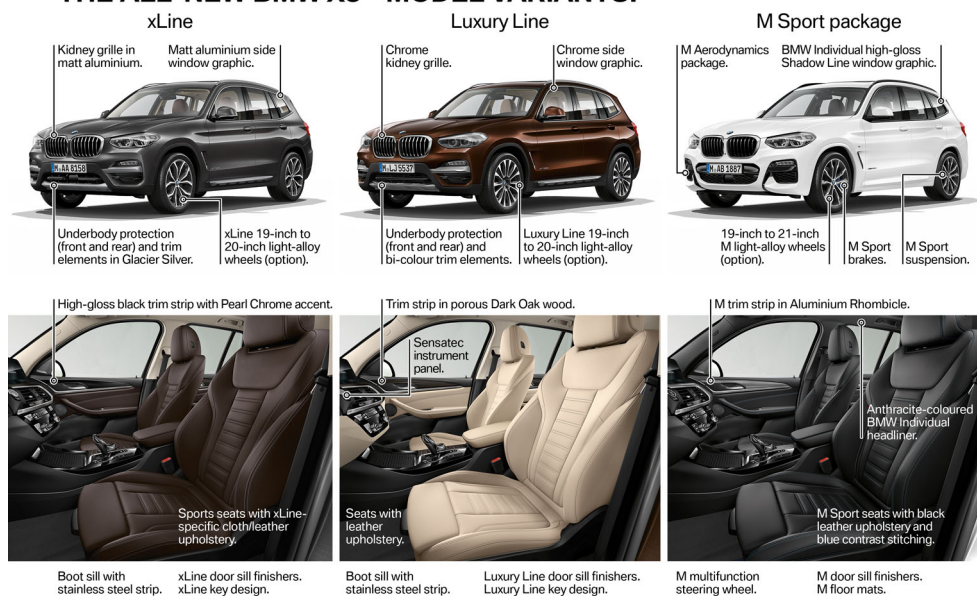 THE ALL-NEW BMW X3 – MODEL VARIANTS.
xLine
Luxury Line
M Sport package
Kidney grille in
matt aluminium.
Matt aluminium side
window graphic.
Chrome
kidney grille.
Chrome side
window graphic.
M Aerodynamics
package.
BMW Individual high-gloss
Shadow Line window graphic.
M·AA 8158
M·LJ 5537
M·AB 1887
Underbody protection
(front and rear) and trim
elements in Glacier Silver.
xLine 19-inch to
20-inch light-alloy
wheels (option).
Underbody protection
(front and rear) and
bi-colour trim elements.
Luxury Line 19-inch
to 20-inch light-alloy
wheels (option).
19-inch to 21-inch
M light-alloy wheels
(option).
M Sport
brakes.
M Sport
suspension.
High-gloss black trim strip with Pearl Chrome accent.
Trim strip in porous Dark Oak wood.
M trim strip in Aluminium Rhombicle.
Sensatec
instrument
panel.
Anthracite-coloured
BMW Individual
headliner.
Sports seats with xLine-
specific cloth/leather
upholstery.
Seats with
leather
upholstery.
M Sport seats with black
leather upholstery and
blue contrast stitching.
Boot sill with
stainless steel strip.
xLine door sill finishers.
xLine key design.
Boot sill with
stainless steel strip.
Luxury Line door sill finishers.
Luxury Line key design.
M multifunction
steering wheel.
M door sill finishers.
M floor mats.